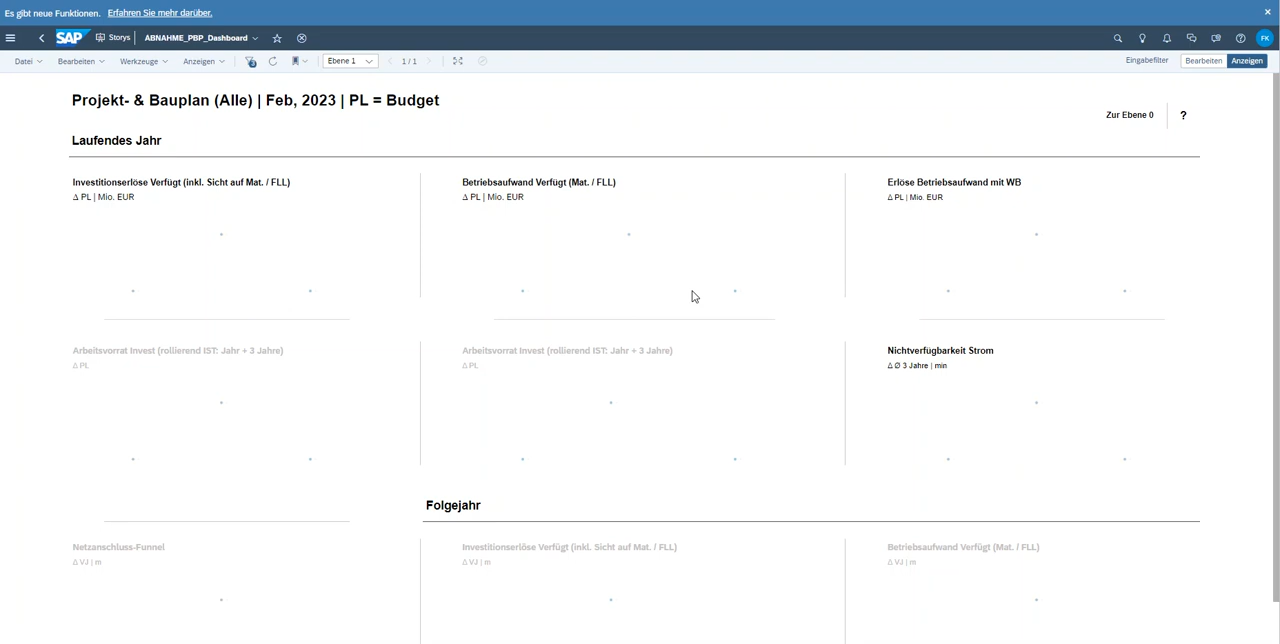 Es gibt neue Funktionen. Erfahren Sie mehr darüber.
SAP Storys ABNAHME_PBP_Dashboard FK
Datei Bearbeiten Werkzeuge Anzeigen 3 Ebene 1 1 / 1 Eingabefilter Bearbeiten Anzeigen
Projekt- & Bauplan (Alle) | Feb, 2023 | PL = Budget
Zur Ebene 0 ?
Laufendes Jahr
Investitionserlöse Verfügt (inkl. Sicht auf Mat. / FLL) Betriebsaufwand Verfügt (Mat. / FLL) Erlöse Betriebsaufwand mit WB
Δ PL | Mio. EUR Δ PL | Mio. EUR Δ PL | Mio. EUR
Arbeitsvorrat Invest (rollierend IST: Jahr + 3 Jahre) Arbeitsvorrat Invest (rollierend IST: Jahr + 3 Jahre) Nichtverfügbarkeit Strom
Δ PL Δ PL Δ Ø 3 Jahre | min
Folgejahr
Netzanschluss-Funnel Investitionserlöse Verfügt (inkl. Sicht auf Mat. / FLL) Betriebsaufwand Verfügt (Mat. / FLL)
Δ VJ | m Δ VJ | m Δ VJ | m